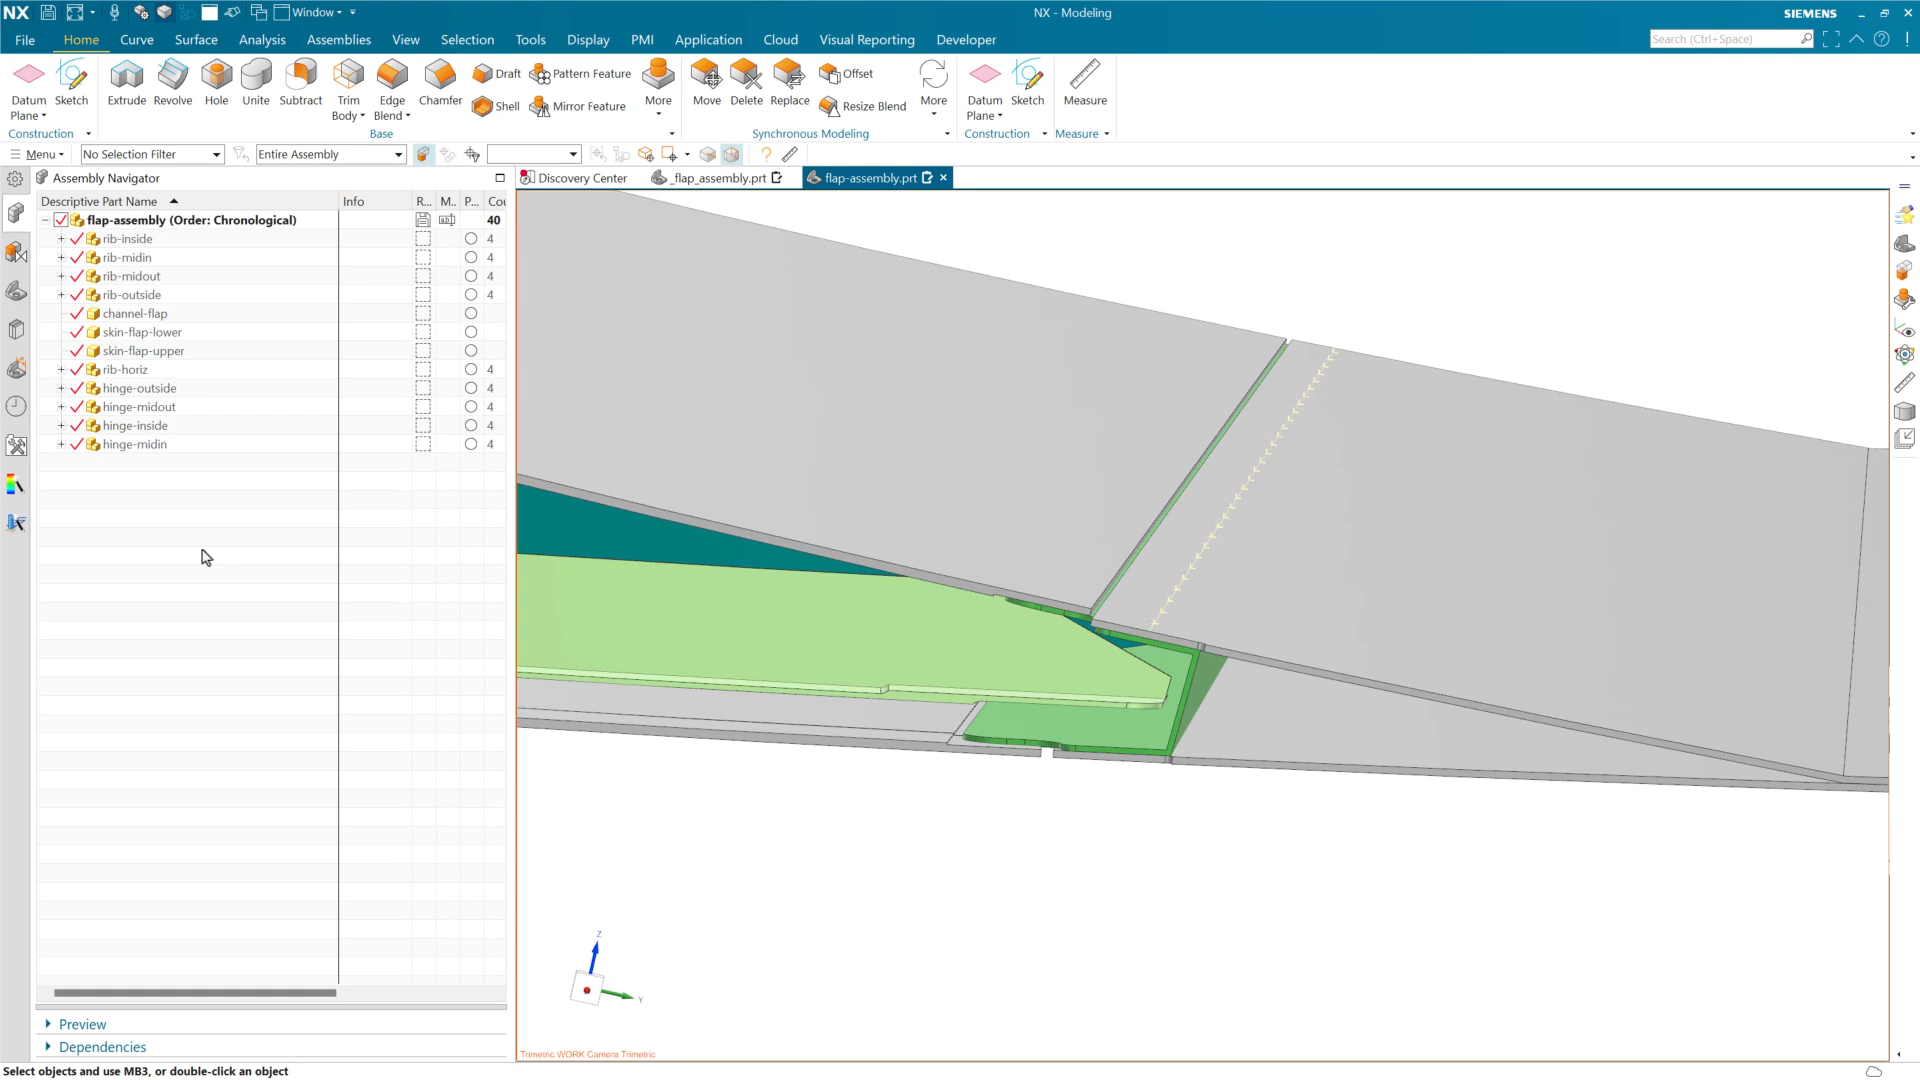 NX
Window
NX - Modeling
SIEMENS
File
Home
Curve
Surface
Analysis
Assemblies
View
Selection
Tools
Display
PMI
Application
Cloud
Visual Reporting
Developer
Search (Ctrl+Space)
Datum Plane
Sketch
Extrude
Revolve
Hole
Unite
Subtract
Trim Body
Edge Blend
Chamfer
Draft
Shell
Pattern Feature
Mirror Feature
More
Move
Delete
Replace
Offset
Resize Blend
More
Datum Plane
Sketch
Measure
Construction
Base
Synchronous Modeling
Construction
Measure
Menu
No Selection Filter
Entire Assembly
Assembly Navigator
Discovery Center
_flap_assembly.prt
flap-assembly.prt
Descriptive Part Name
Info
R...
M..
P...
Cou
flap-assembly (Order: Chronological)
40
rib-inside
4
rib-midin
4
rib-midout
4
rib-outside
4
channel-flap
skin-flap-lower
skin-flap-upper
rib-horiz
4
hinge-outside
4
hinge-midout
4
hinge-inside
4
hinge-midin
4
Z
Y
Preview
Dependencies
Trimetric WORK Camera Trimetric
Select objects and use MB3, or double-click an object